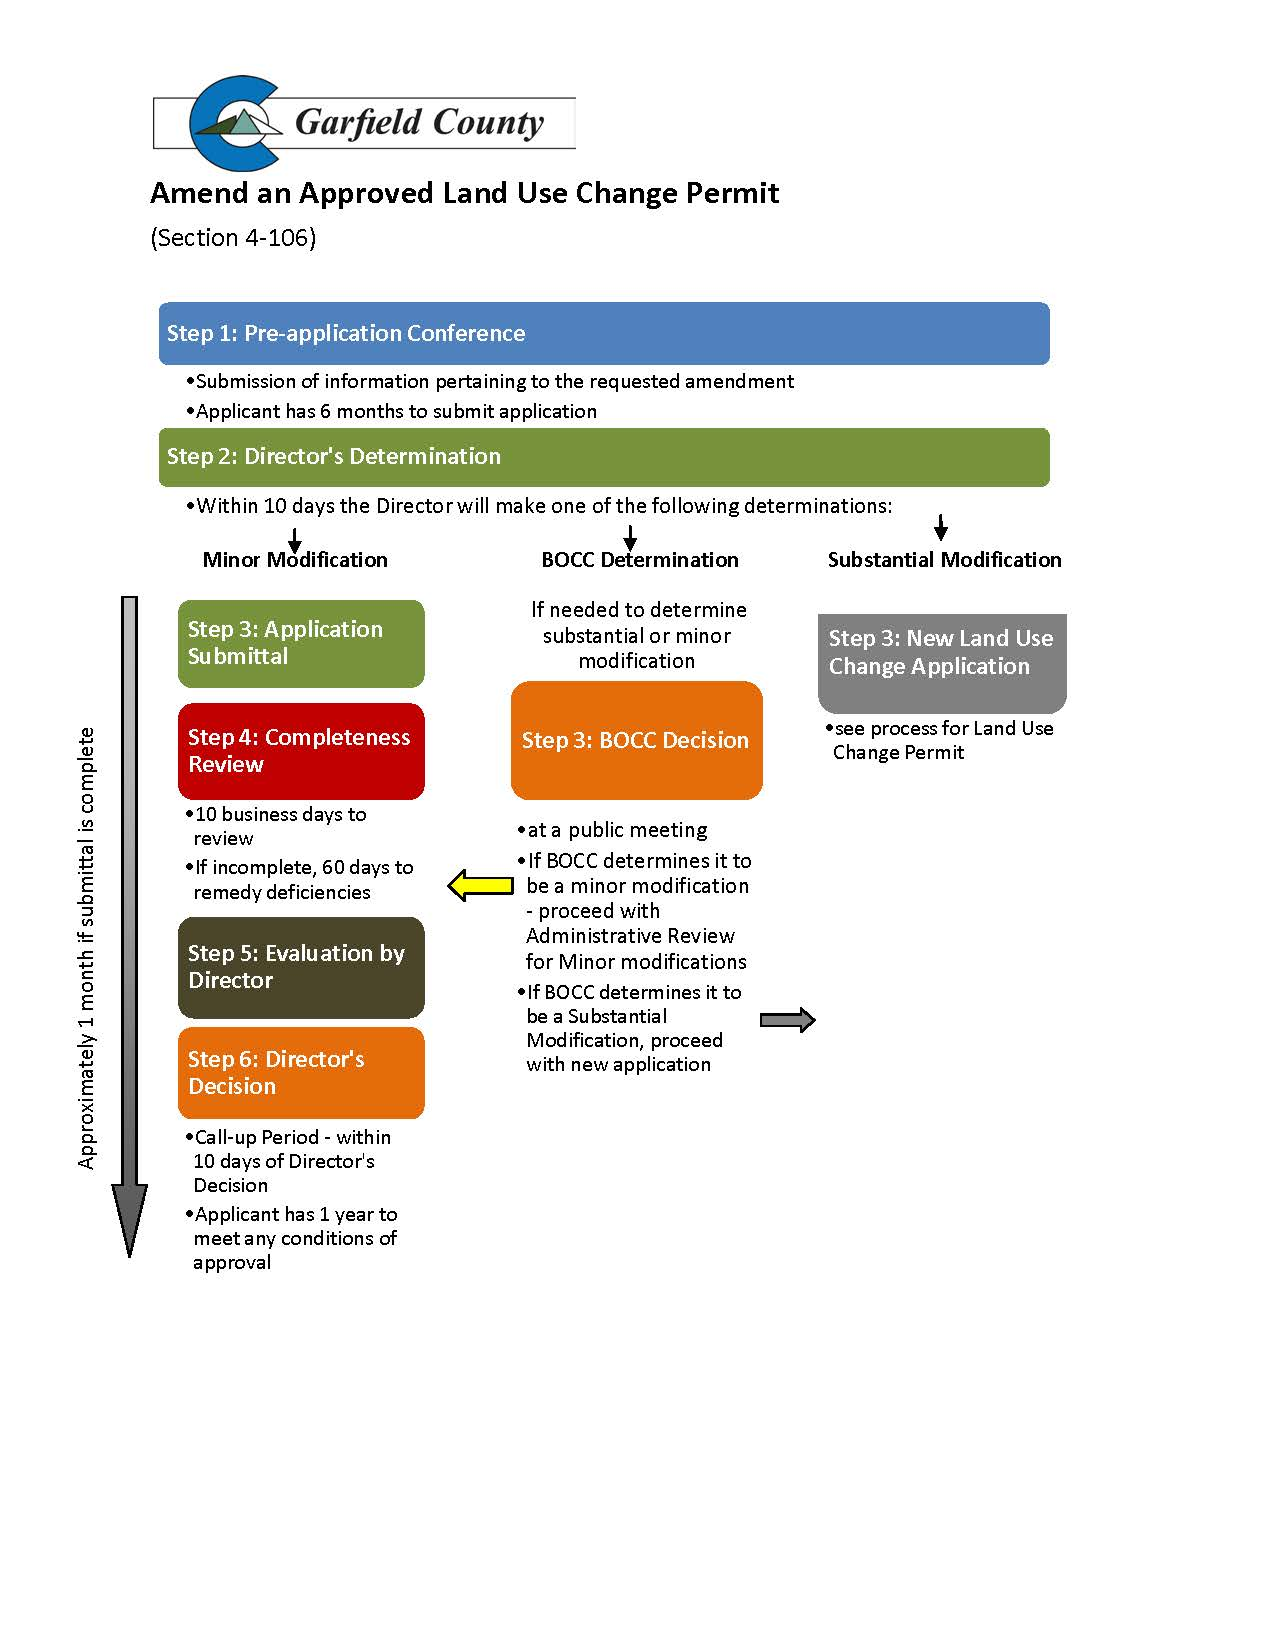 Garfield County
Amend an Approved Land Use Change Permit
(Section 4-106)
Step 1: Pre-application Conference
•Submission of information pertaining to the requested amendment
•Applicant has 6 months to submit application
Step 2: Director's Determination
•Within 10 days the Director will make one of the following determinations:
Minor Modification
Step 3: Application
Submittal
Step 4: Completeness
Review
•10 business days to
review
•If incomplete, 60 days to
remedy deficiencies
Step 5: Evaluation by
Director
Step 6: Director's
Decision
•Call-up Period - within
10 days of Director's
Decision
•Applicant has 1 year to
meet any conditions of
approval
Approximately 1 month if submittal is complete
BOCC Determination
If needed to determine
substantial or minor
modification
Step 3: BOCC Decision
•at a public meeting
•If BOCC determines it to
be a minor modification
- proceed with
Administrative Review
for Minor modifications
•If BOCC determines it to
be a Substantial
Modification, proceed
with new application
Substantial Modification
Step 3: New Land Use
Change Application
•see process for Land Use
Change Permit